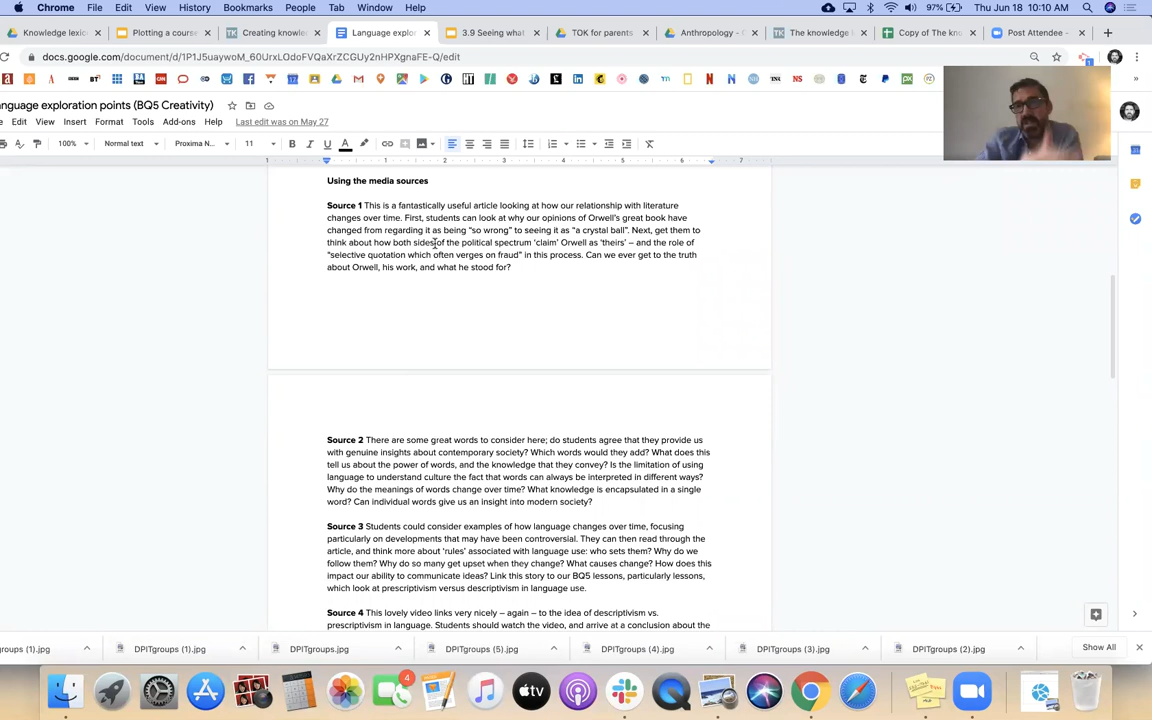 Chrome File Edit View History Bookmarks People Tab Window Help 97% Thu Jun 18 10:10 AM
Knowledge lexic Plotting a course Creating knowle Language explor 3.9 Seeing what TOK for parents Anthropology - The knowledge Copy of The kno Post Attendee -
docs.google.com/document/d/1P1J5uaywoM_60UrxLOdoFVQaXrZCGUy2nHPXgnaFE-Q/edit
nguage exploration points (BQ5 Creativity)
e Edit View Insert Format Tools Add-ons Help Last edit was on May 27
100% Normal text Proxima N... 11
1 1 2 3 4 5 6 7
Using the media sources
Source 1 This is a fantastically useful article looking at how our relationship with literature
changes over time. First, students can look at why our opinions of Orwell's great book have
changed from regarding it as being “so wrong” to seeing it as “a crystal ball”. Next, get them to
think about how both sides of the political spectrum ‘claim’ Orwell as ‘theirs’ – and the role of
“selective quotation which often verges on fraud” in this process. Can we ever get to the truth
about Orwell, his work, and what he stood for?
Source 2 There are some great words to consider here; do students agree that they provide us
with genuine insights about contemporary society? Which words would they add? What does this
tell us about the power of words, and the knowledge that they convey? Is the limitation of using
language to understand culture the fact that words can always be interpreted in different ways?
Why do the meanings of words change over time? What knowledge is encapsulated in a single
word? Can individual words give us an insight into modern society?
Source 3 Students could consider examples of how language changes over time, focusing
particularly on developments that may have been controversial. They can then read through the
article, and think more about ‘rules’ associated with language use: who sets them? Why do we
follow them? Why do so many get upset when they change? What causes change? How does this
impact our ability to communicate ideas? Link this story to our BQ5 lessons, particularly lessons,
which look at prescriptivism versus descriptivism in language use.
Source 4 This lovely video links very nicely – again – to the idea of descriptivism vs.
prescriptivism in language. Students should watch the video, and arrive at a conclusion about the
groups (1).jpg DPITgroups (1).jpg DPITgroups.jpg DPITgroups (5).jpg DPITgroups (4).jpg DPITgroups (3).jpg DPITgroups (2).jpg Show All
4
tv